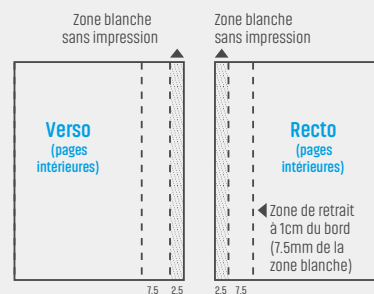 Zone blanche
sans impression
Zone blanche
sans impression
Verso
(pages
intérieures)
Recto
(pages
intérieures)
Zone de retrait
à 1cm du bord
(7.5mm de la
zone blanche)
7.5 2.5
2.5 7.5